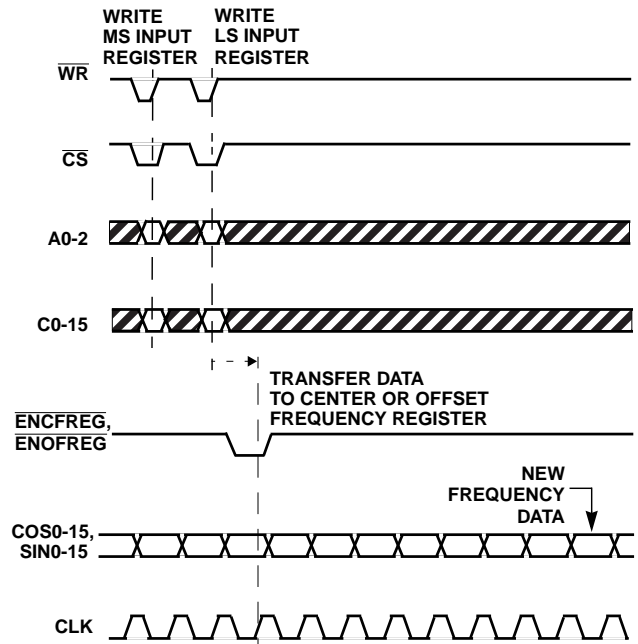 WRITE
MS INPUT
REGISTER
WRITE
LS INPUT
REGISTER
WR
CS
A0-2
C0-15
TRANSFER DATA
TO CENTER OR OFFSET
FREQUENCY REGISTER
ENCFREG,
ENOFREG
NEW
FREQUENCY
DATA
COS0-15,
SIN0-15
CLK